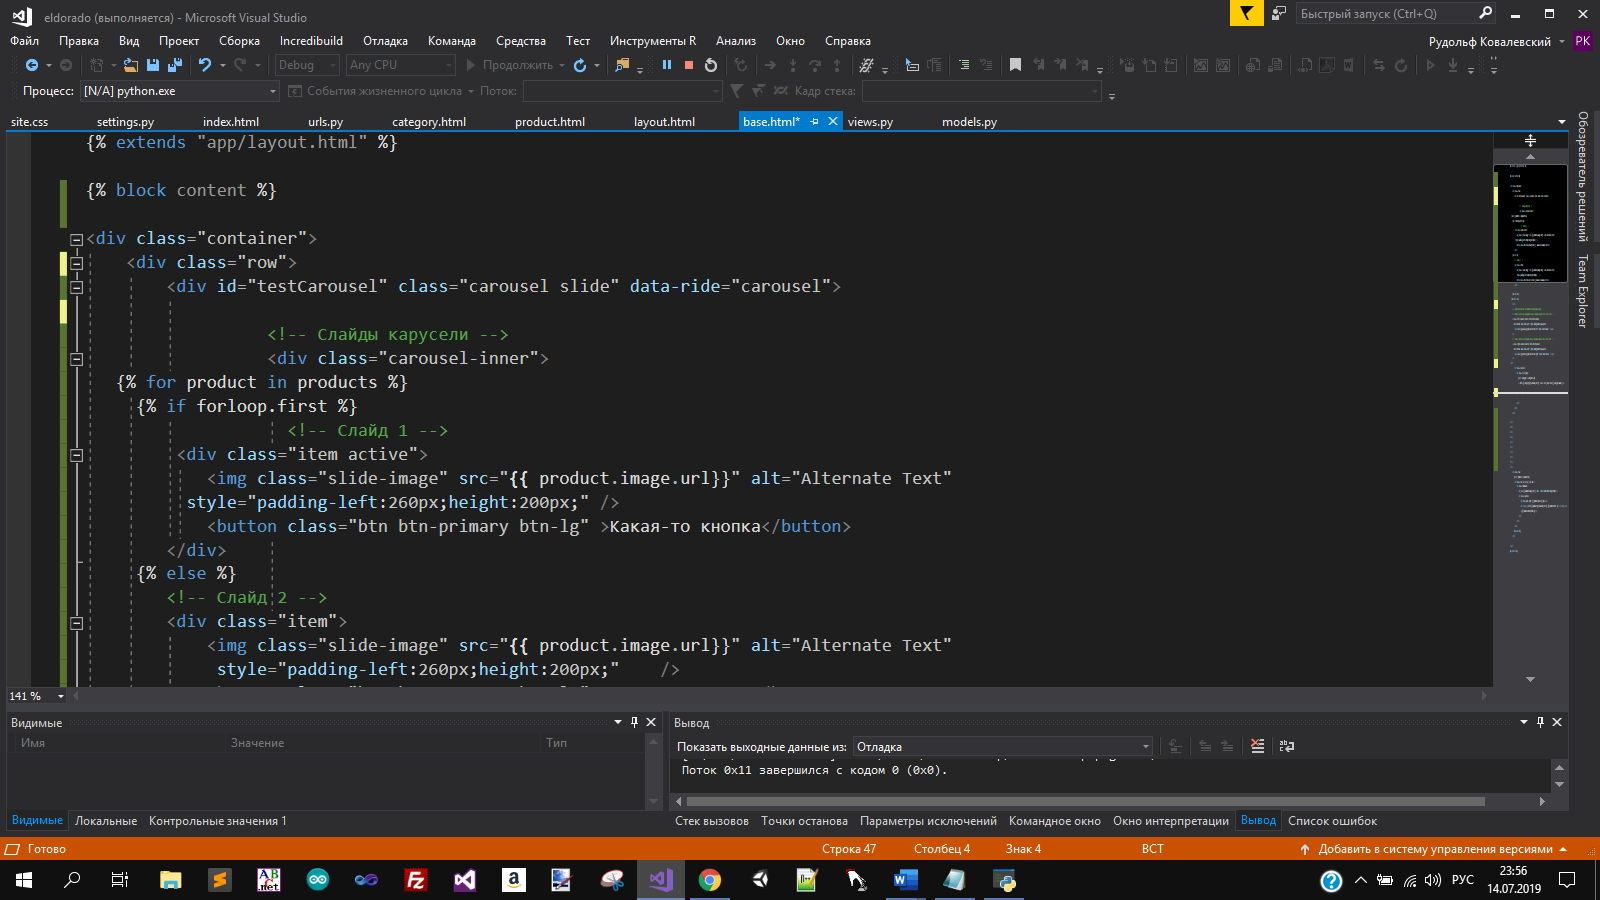 eldorado (выполняется) - Microsoft Visual Studio
Быстрый запуск (Ctrl+Q)
Файл Правка Вид Проект Сборка Incredibuild Отладка Команда Средства Тест Инструменты R Анализ Окно Справка
Рудольф Ковалевский РК
Debug Any CPU Продолжить
Процесс: [N/A] python.exe События жизненного цикла Поток: Кадр стека:
site.css settings.py index.html urls.py category.html product.html layout.html base.html* views.py models.py
{% extends "app/layout.html" %}
{% block content %}
<div class="container">
<div class="row">
<div id="testCarousel" class="carousel slide" data-ride="carousel">
<!-- Слайды карусели -->
<div class="carousel-inner">
{% for product in products %}
{% if forloop.first %}
<!-- Слайд 1 -->
<div class="item active">
<img class="slide-image" src="{{ product.image.url}}" alt="Alternate Text"
style="padding-left:260px;height:200px;" />
<button class="btn btn-primary btn-lg" >Какая-то кнопка</button>
</div>
{% else %}
<!-- Слайд 2 -->
<div class="item">
<img class="slide-image" src="{{ product.image.url}}" alt="Alternate Text"
style="padding-left:260px;height:200px;" />
Обозреватель решений
Team Explorer
141 %
Видимые
Имя Значение Тип
Видимые Локальные Контрольные значения 1
Вывод
Показать выходные данные из: Отладка
Поток 0x11 завершился с кодом 0 (0x0).
Стек вызовов Точки останова Параметры исключений Командное окно Окно интерпретации Вывод Список ошибок
Готово Строка 47 Столбец 4 Знак 4 ВСТ Добавить в систему управления версиями
РУС
23:56
14.07.2019